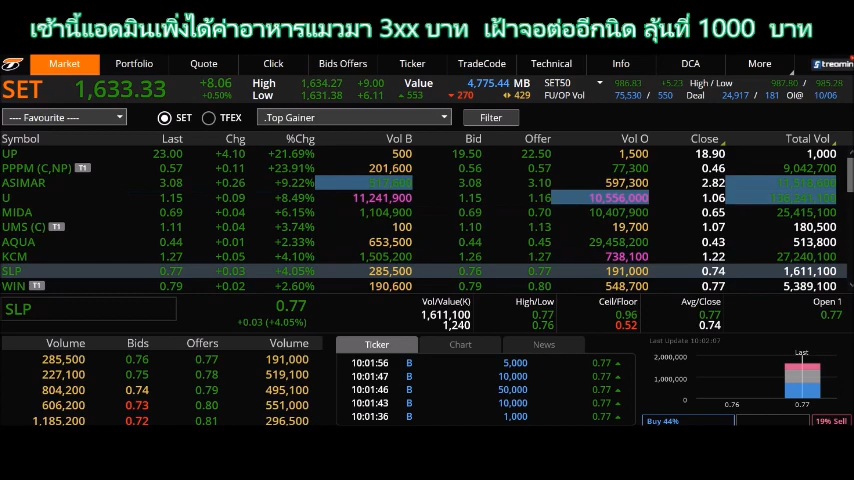 เช้านี้แอดมินเพิ่งได้ค่าอาหารแมวมา 3xx บาท เฝ้าจอต่ออีกนิด ลุ้นที่ 1000 บาท
Market Portfolio Quote Click Bids Offers Ticker TradeCode Technical Info DCA More Streamin
SET 1,633.33 +8.06 High 1,634.27 +9.00 Value 4,775.44 MB SET50 986.83 +5.23 High / Low 987.80 / 985.28
+0.50% Low 1,631.38 +6.11 553 270 429 FU/OP Vol 75,530 / 550 Deal 24,917 / 181 OI@ 10/06
---- Favourite ---- SET TFEX .Top Gainer Filter
Symbol Last Chg %Chg Vol B Bid Offer Vol O Close Total Vol
UP 23.00 +4.10 +21.69% 500 19.50 22.50 1,500 18.90 1,000
PPPM (C,NP) T1 0.57 +0.11 +23.91% 201,600 0.56 0.57 77,300 0.46 9,042,700
ASIMAR 3.08 +0.26 +9.22% 3.08 3.10 597,300 2.82
U 1.15 +0.09 +8.49% 11,241,900 1.15 1.16 10,556,000 1.06
MIDA 0.69 +0.04 +6.15% 1,104,900 0.69 0.70 10,407,900 0.65 25,415,100
UMS (C) T1 1.11 +0.04 +3.74% 100 1.10 1.13 19,700 1.07 180,500
AQUA 0.44 +0.01 +2.33% 653,500 0.44 0.45 29,458,200 0.43 513,800
KCM 1.27 +0.05 +4.10% 1,505,200 1.26 1.27 738,100 1.22 27,240,100
SLP 0.77 +0.03 +4.05% 285,500 0.76 0.77 191,000 0.74 1,611,100
WIN T1 0.79 +0.02 +2.60% 190,600 0.79 0.80 548,700 0.77 5,389,100
SLP 0.77 Vol/Value(K) High/Low Ceil/Floor Avg/Close Open 1
1,611,100 0.77 0.96 0.77 0.77
+0.03 (+4.05%) 1,240 0.76 0.52 0.74
Volume Bids Offers Volume Ticker Chart News Last Update 10:02:07
285,500 0.76 0.77 191,000 10:01:56 B 5,000 0.77
227,100 0.75 0.78 519,100 10:01:47 B 10,000 0.77
804,200 0.74 0.79 495,100 10:01:46 B 50,000 0.77
606,200 0.73 0.80 551,000 10:01:43 B 10,000 0.77
1,185,200 0.72 0.81 296,500 10:01:36 B 1,000 0.77
Last
2,000,000
1,000,000
0
0.76 0.77
Buy 44% 19% Sell